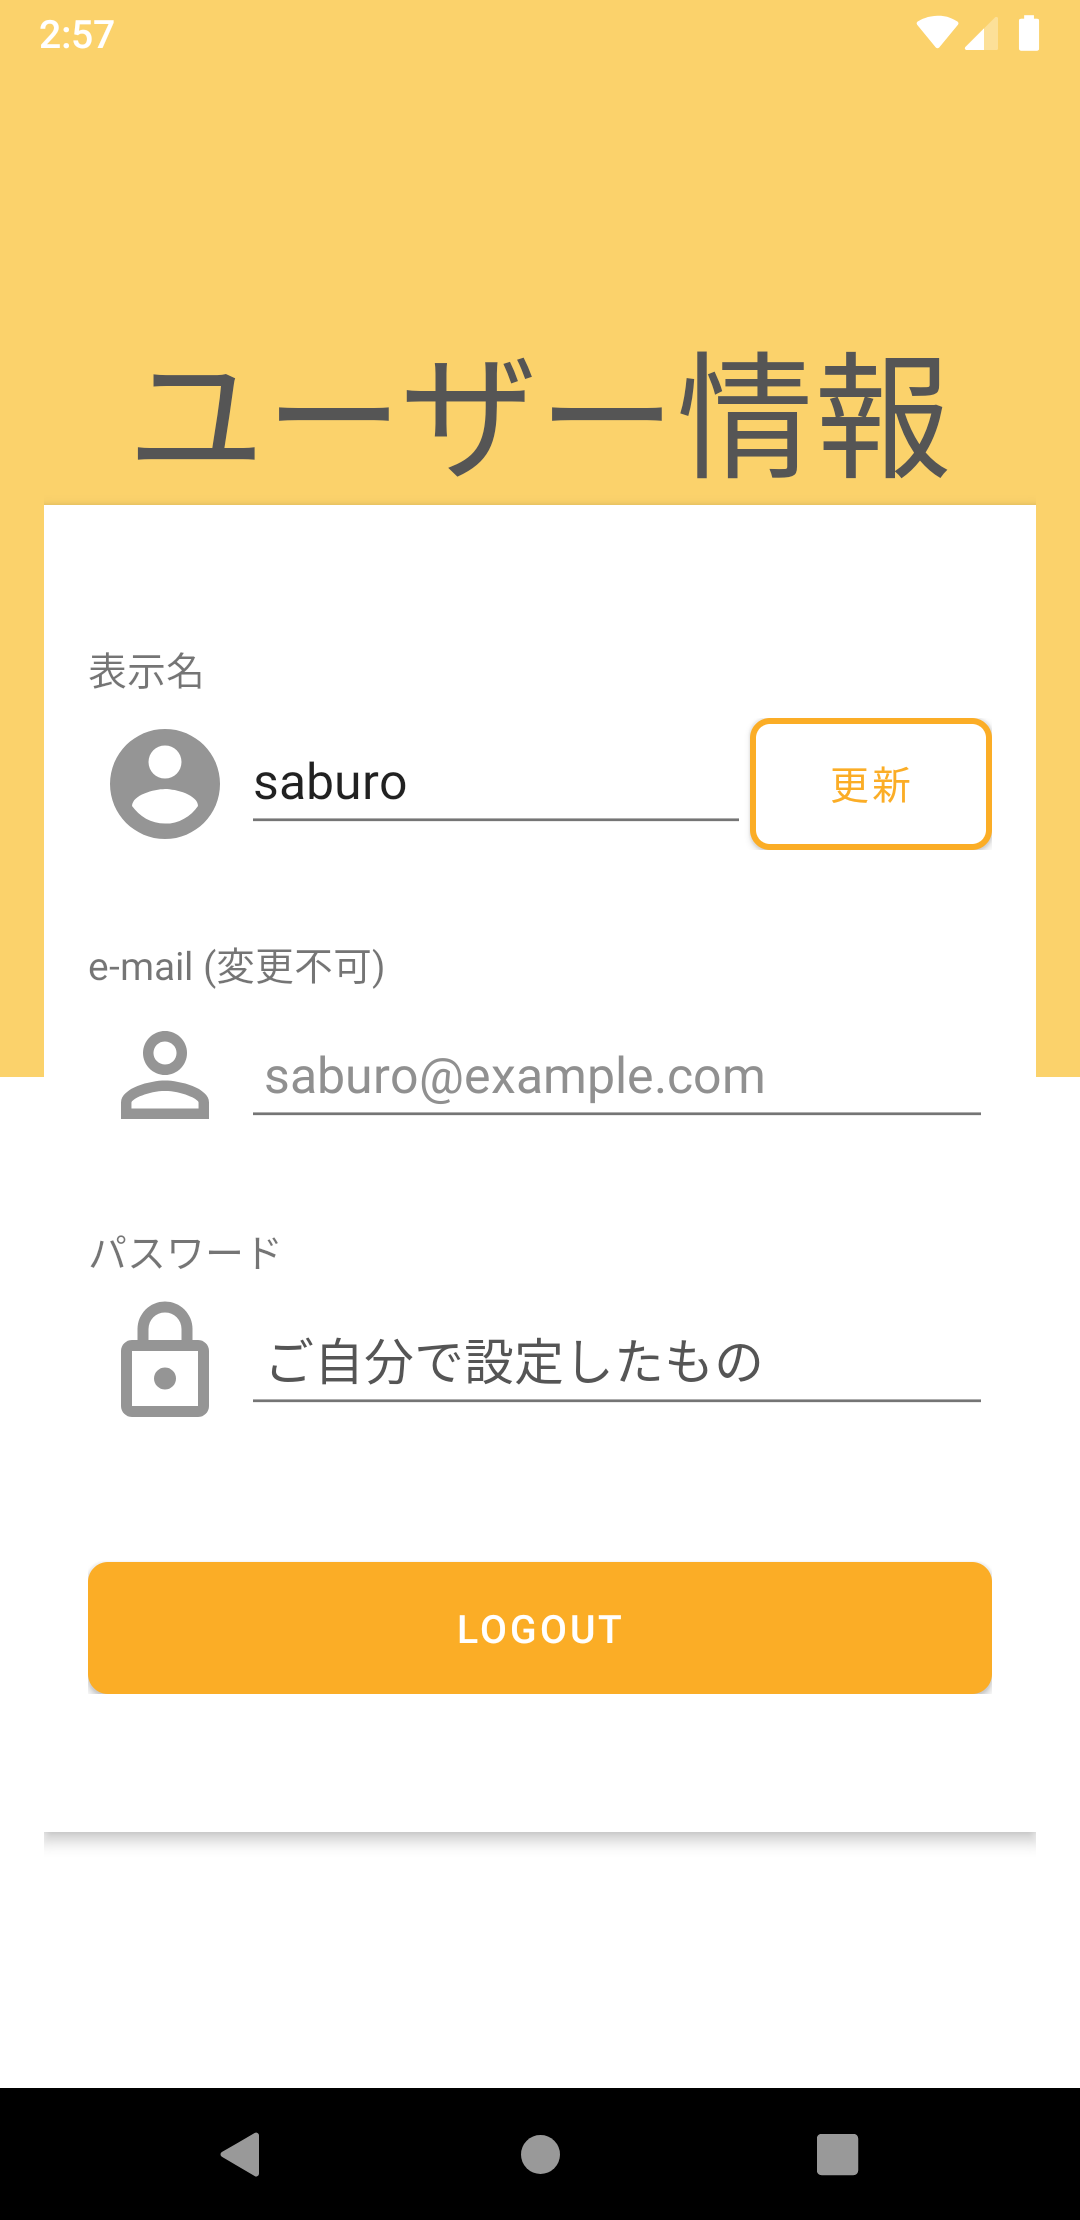 2:57
ユーザー情報
表示名
saburo
更新
e-mail (変更不可)
saburo@example.com
パスワード
ご自分で設定したもの
LOGOUT